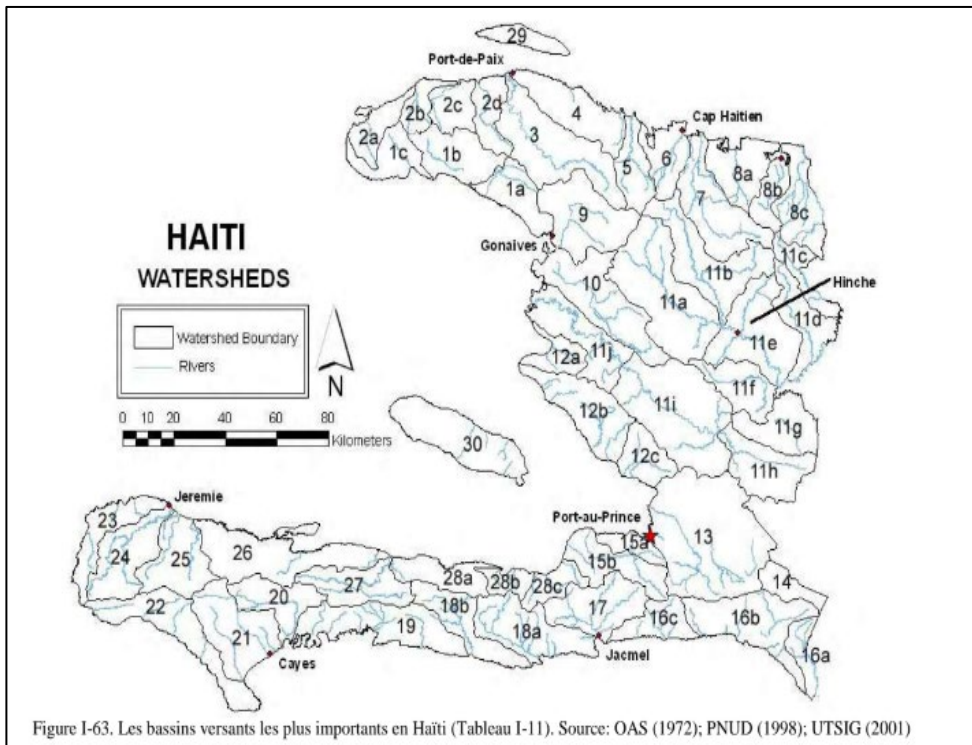 29
Port-de-Paix
4
Cap Haitien
2b
2c
2d
2a
1c
1b
3
5
6
8a
8b
1a
7
8c
9
HAITI
Gonaives
11c
WATERSHEDS
10
11b
Hinche
11a
11d
Watershed Boundary
Rivers
N
12a
11j
11e
11f
0 10 20 40 60 80
Kilometers
12b
11i
11g
30
12c
11h
Jeremie
Port-au-Prince
23
15a
13
24
25
26
15b
14
28a
28b
28c
27
22
20
18b
17
16c
16b
21
19
18a
16a
Cayes
Jacmel
Figure I-63. Les bassins versants les plus importants en Haïti (Tableau I-11). Source: OAS (1972); PNUD (1998); UTSIG (2001)